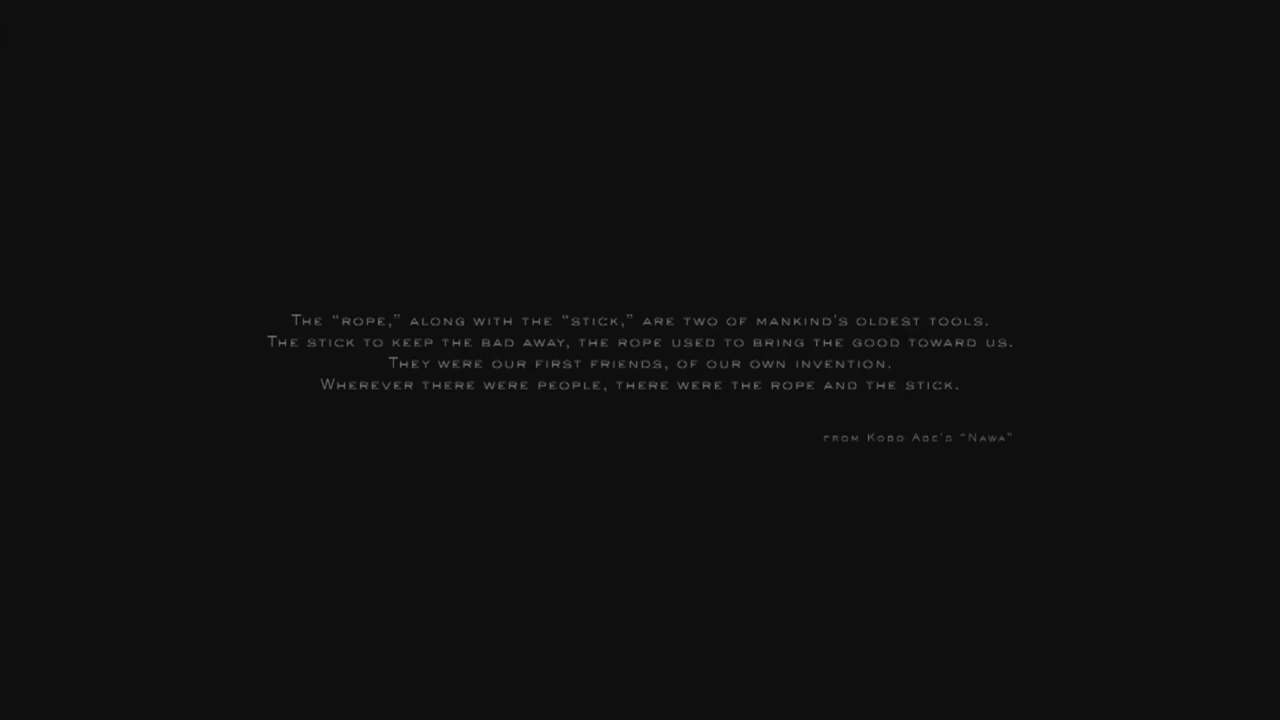 The “rope,” along with the “stick,” are two of mankind's oldest tools.
The stick to keep the bad away, the rope used to bring the good toward us.
They were our first friends, of our own invention.
Wherever there were people, there were the rope and the stick.
from Kobo Abe's “Nawa”